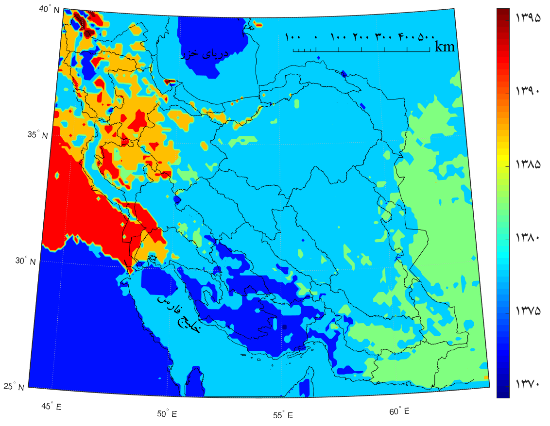 40° N
35° N
30° N
25° N
45° E
50° E
55° E
60° E
۱۰۰ ۰ ۱۰۰ ۲۰۰ ۳۰۰ ۴۰۰ ۵۰۰
km
دریای خزر
خلیج فارس
۱۳۹۵
۱۳۹۰
۱۳۸۵
۱۳۸۰
۱۳۷۵
۱۳۷۰